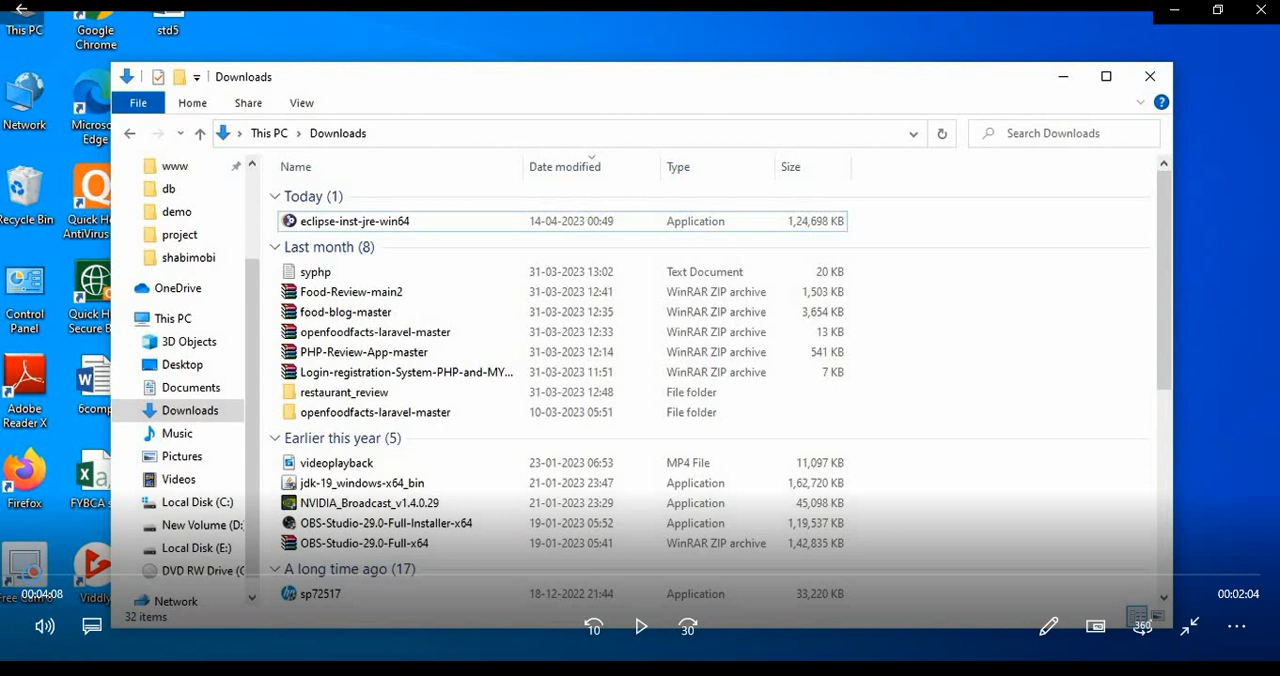 This PC
Google
Chrome
std5
Network
Microso
Edge
Recycle Bin
Quick He
AntiVirus
Control
Panel
Quick He
Secure B
Adobe
Reader X
6comp
Firefox
FYBCA s
Free Cam 8
Viddly
Downloads
File Home Share View
This PC > Downloads
Search Downloads
www
db
demo
project
shabimobi
OneDrive
This PC
3D Objects
Desktop
Documents
Downloads
Music
Pictures
Videos
Local Disk (C:)
New Volume (D:
Local Disk (E:)
DVD RW Drive (
Network
Name Date modified Type Size
Today (1)
eclipse-inst-jre-win64 14-04-2023 00:49 Application 1,24,698 KB
Last month (8)
syphp 31-03-2023 13:02 Text Document 20 KB
Food-Review-main2 31-03-2023 12:41 WinRAR ZIP archive 1,503 KB
food-blog-master 31-03-2023 12:35 WinRAR ZIP archive 3,654 KB
openfoodfacts-laravel-master 31-03-2023 12:33 WinRAR ZIP archive 13 KB
PHP-Review-App-master 31-03-2023 12:14 WinRAR ZIP archive 541 KB
Login-registration-System-PHP-and-MY... 31-03-2023 11:51 WinRAR ZIP archive 7 KB
restaurant_review 31-03-2023 12:48 File folder
openfoodfacts-laravel-master 10-03-2023 05:51 File folder
Earlier this year (5)
videoplayback 23-01-2023 06:53 MP4 File 11,097 KB
jdk-19_windows-x64_bin 21-01-2023 23:47 Application 1,62,720 KB
NVIDIA_Broadcast_v1.4.0.29 21-01-2023 23:29 Application 45,098 KB
OBS-Studio-29.0-Full-Installer-x64 19-01-2023 05:52 Application 1,19,537 KB
OBS-Studio-29.0-Full-x64 19-01-2023 05:41 WinRAR ZIP archive 1,42,835 KB
A long time ago (17)
sp72517 18-12-2022 21:44 Application 33,220 KB
32 items
00:04:08
00:02:04
10
30
360